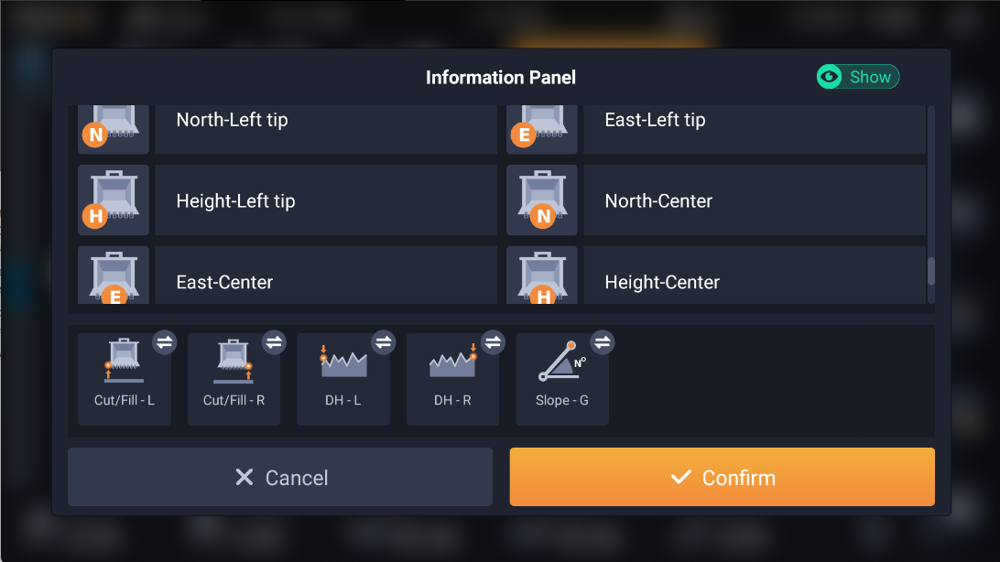 Information Panel
Show
N
North-Left tip
E
East-Left tip
H
Height-Left tip
N
North-Center
E
East-Center
H
Height-Center
N°
Cut/Fill - L
Cut/Fill - R
DH - L
DH - R
Slope - G
Cancel
Confirm